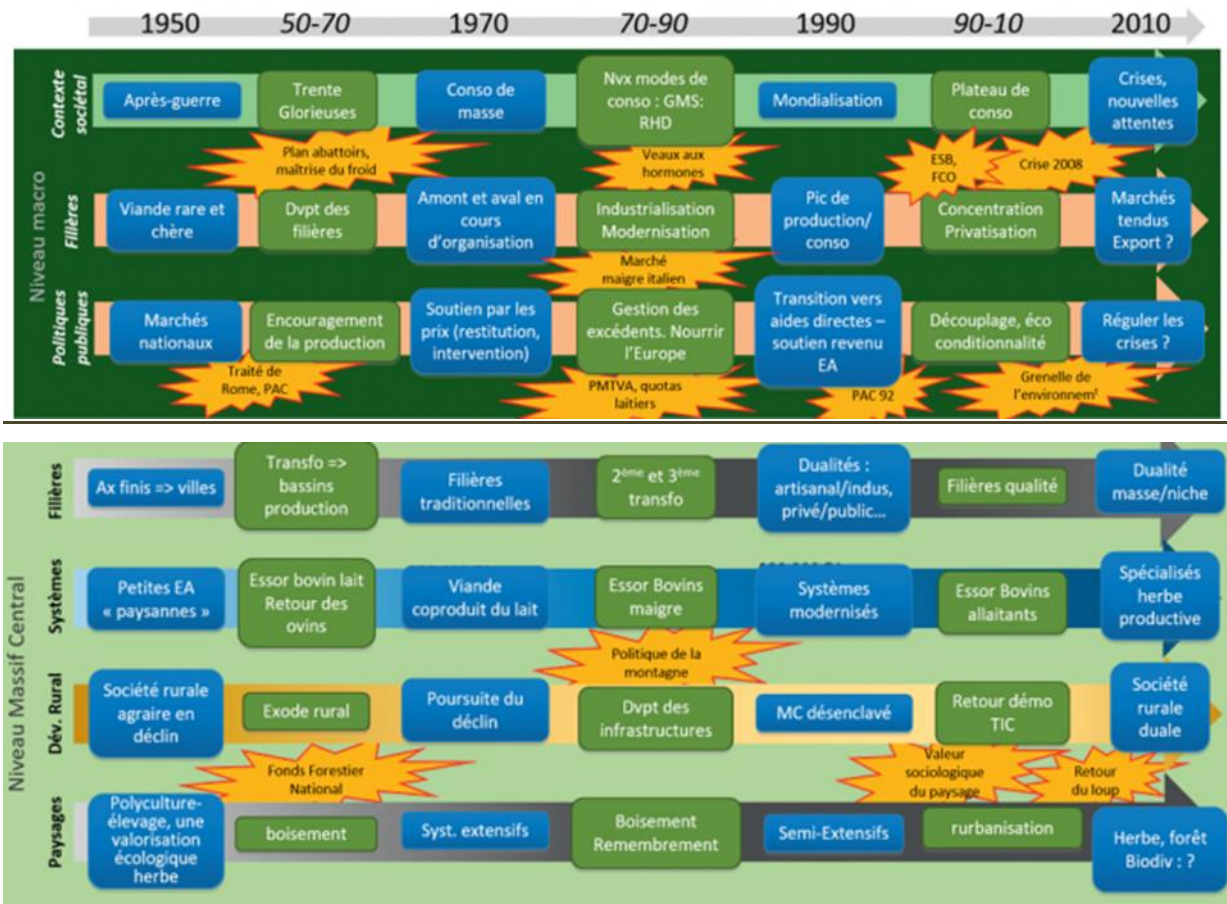 1950 50-70 1970 70-90 1990 90-10 2010
Niveau macro
Contexte
sociétal
Après-guerre
Trente
Glorieuses
Conso de
masse
Nvx modes de
conso : GMS:
RHD
Mondialisation
Plateau de
conso
Crises,
nouvelles
attentes
Plan abattoirs,
maîtrise du froid
Veaux aux
hormones
ESB,
FCO
Crise 2008
Filières
Viande rare et
chère
Dvpt des
filières
Amont et aval en
cours
d'organisation
Industrialisation
Modernisation
Pic de
production/
conso
Concentration
Privatisation
Marchés
tendus
Export ?
Marché
maigre italien
Politiques
publiques
Marchés
nationaux
Encouragement
de la production
Soutien par les
prix (restitution,
intervention)
Gestion des
excédents. Nourrir
l'Europe
Transition vers
aides directes –
soutien revenu
EA
Découplage, éco
conditionnalité
Réguler les
crises ?
Traité de
Rome, PAC
PMTVA, quotas
laitiers
PAC 92
Grenelle de
l'environnemt
Niveau Massif Central
Filières
Ax finis => villes
Transfo =>
bassins
production
Filières
traditionnelles
2ème et 3ème
transfo
Dualités :
artisanal/indus,
privé/public...
Filières qualité
Dualité
masse/niche
Systèmes
Petites EA
« paysannes »
Essor bovin lait
Retour des
ovins
Viande
coproduit du lait
Essor Bovins
maigre
Systèmes
modernisés
Essor Bovins
allaitants
Spécialisés
herbe
productive
Politique de la
montagne
Dév. Rural
Société rurale
agraire en
déclin
Exode rural
Poursuite du
déclin
Dvpt des
infrastructures
MC désenclavé
Retour démo
TIC
Société
rurale
duale
Fonds Forestier
National
Valeur
sociologique
du paysage
Retour
du loup
Paysages
Polyculture-
élevage, une
valorisation
écologique
herbe
boisement
Syst. extensifs
Boisement
Remembrement
Semi-Extensifs
rurbanisation
Herbe, forêt
Biodiv : ?